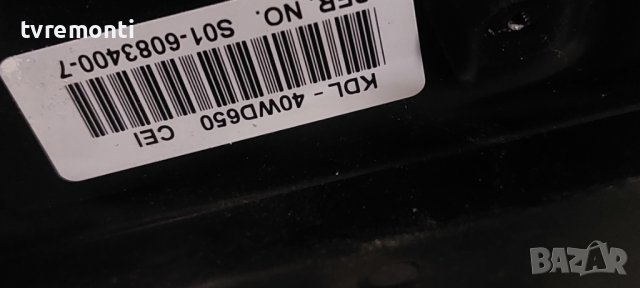 tvremonti
KDL - 40WD650 CEI
SER. NO. S01-6083400-7
BAZAR